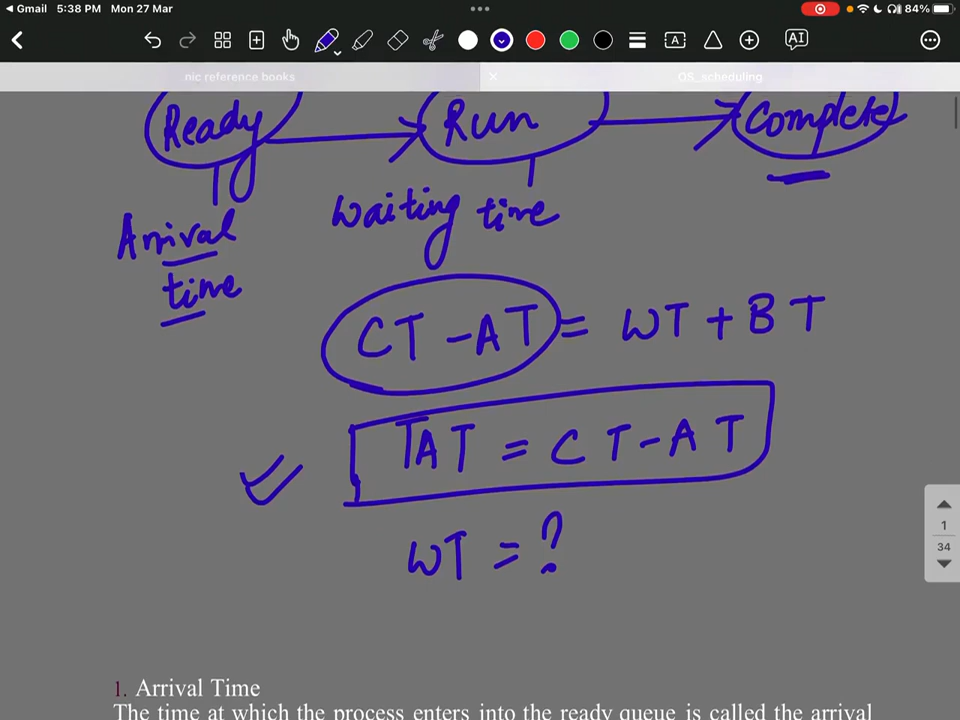 Gmail 5:38 PM Mon 27 Mar 84%
A AI
nic reference books OS_scheduling
Ready Run Complete
Arrival time
Waiting time
CT - AT = WT + BT
TAT = CT - AT
WT = ?
1
34
1. Arrival Time
The time at which the process enters into the ready queue is called the arrival